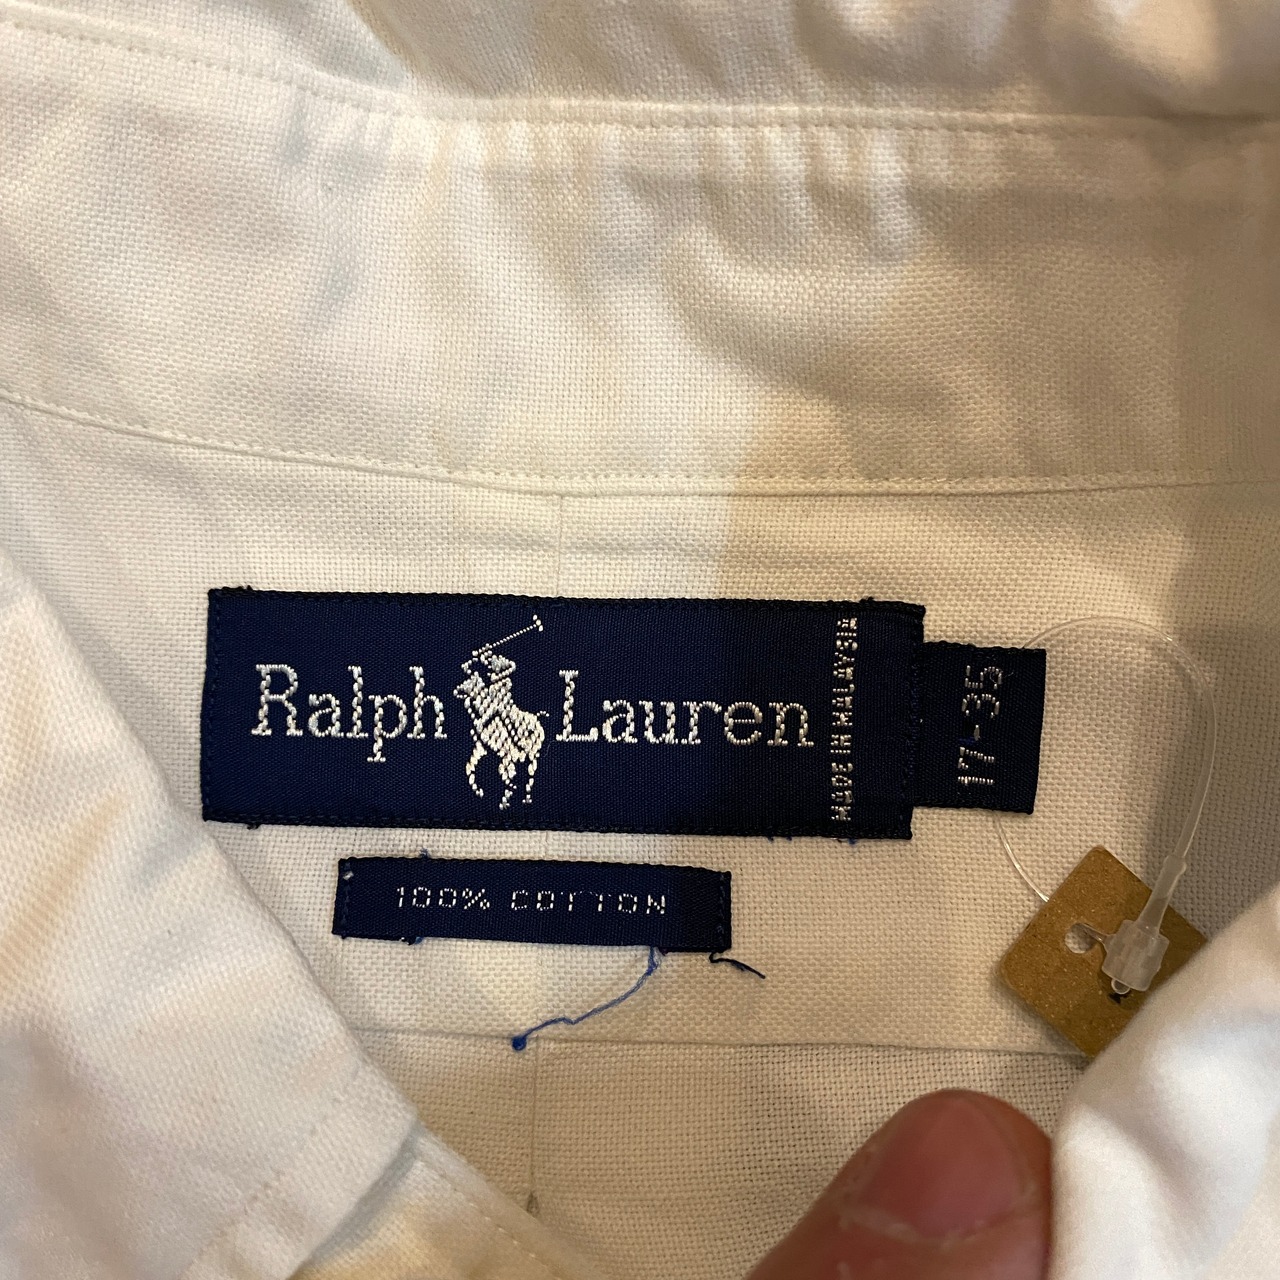 Ralph Lauren
MADE IN MALAYSIA
17-35
100% COTTON